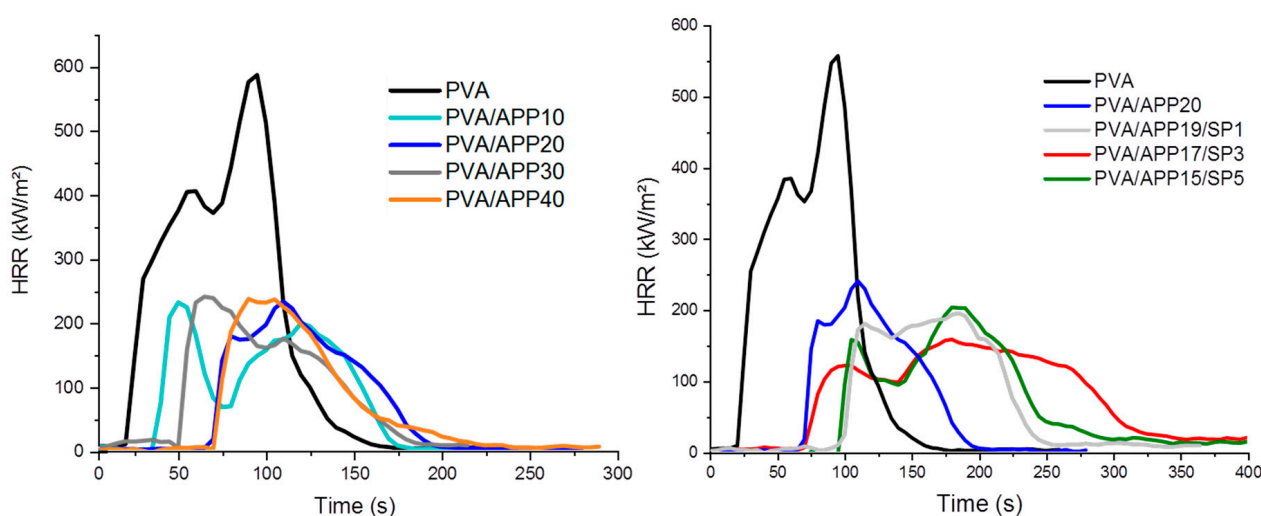 600
500
400
300
200
100
0
HRR (kW/m²)
0
50
100
150
200
250
300
Time (s)
PVA
PVA/APP10
PVA/APP20
PVA/APP30
PVA/APP40
600
500
400
300
200
100
0
HRR (kW/m²)
0
50
100
150
200
250
300
350
400
Time (s)
PVA
PVA/APP20
PVA/APP19/SP1
PVA/APP17/SP3
PVA/APP15/SP5